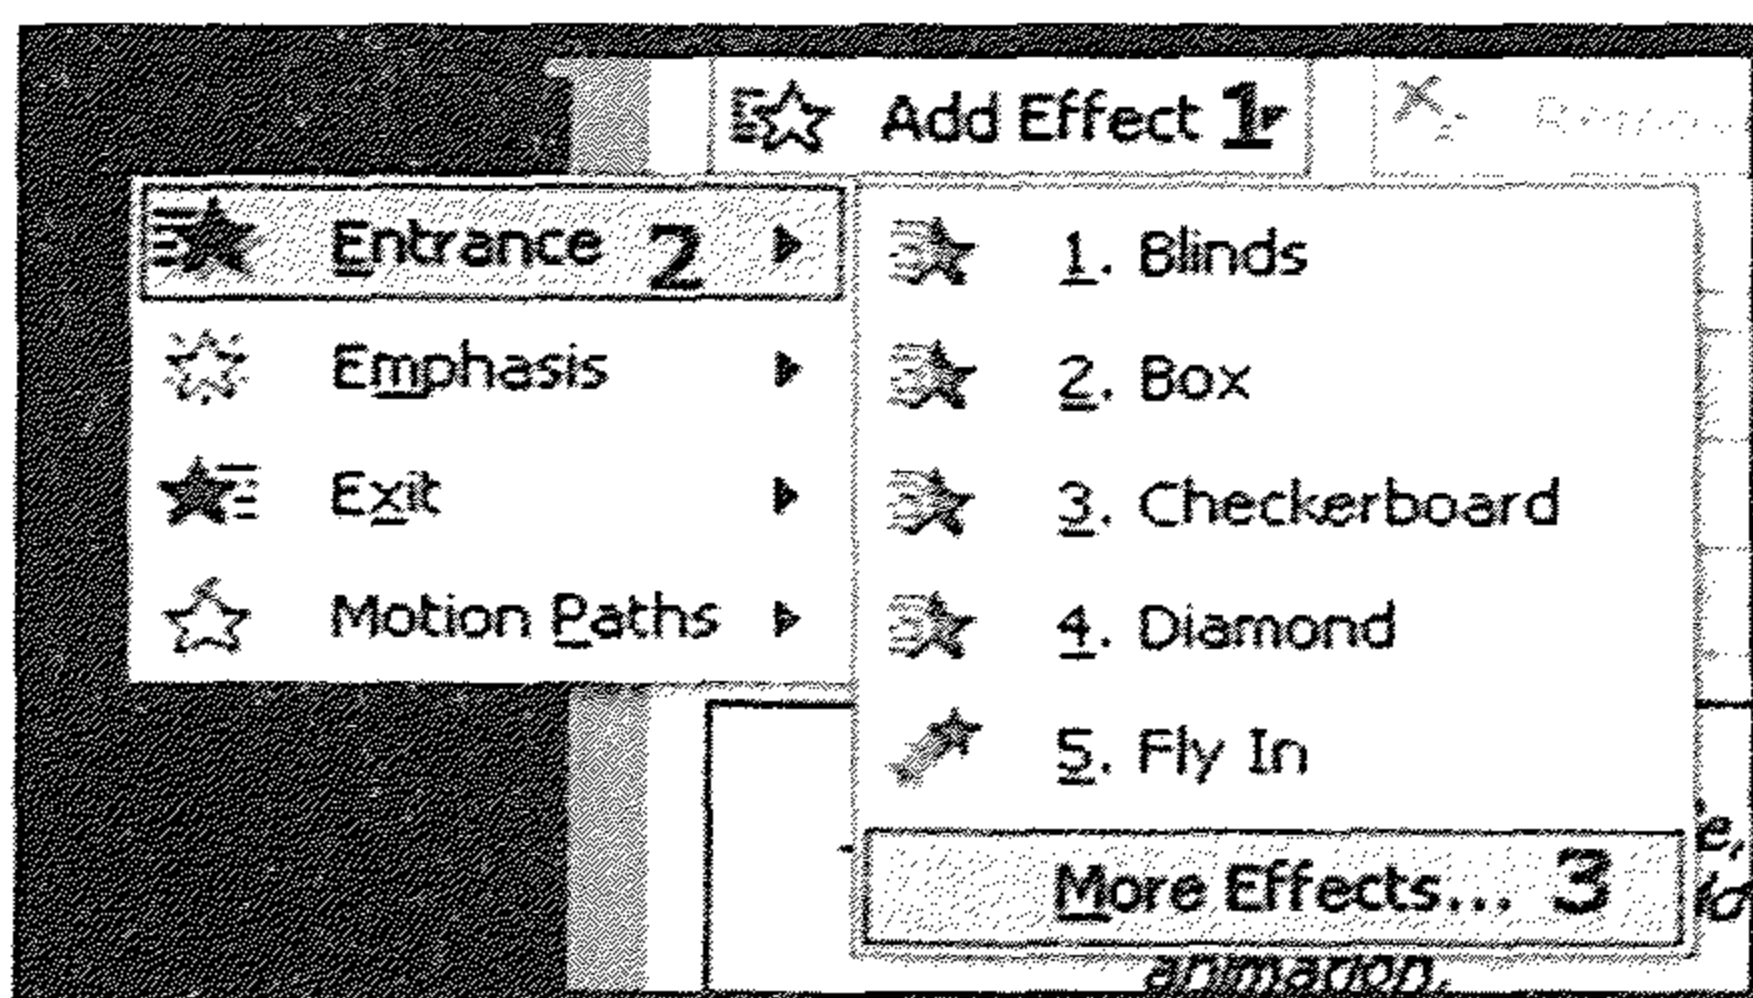 Add Effect 1
Entrance 2
Emphasis
Exit
Motion Paths
1. Blinds
2. Box
3. Checkerboard
4. Diamond
5. Fly In
More Effects... 3
animation.